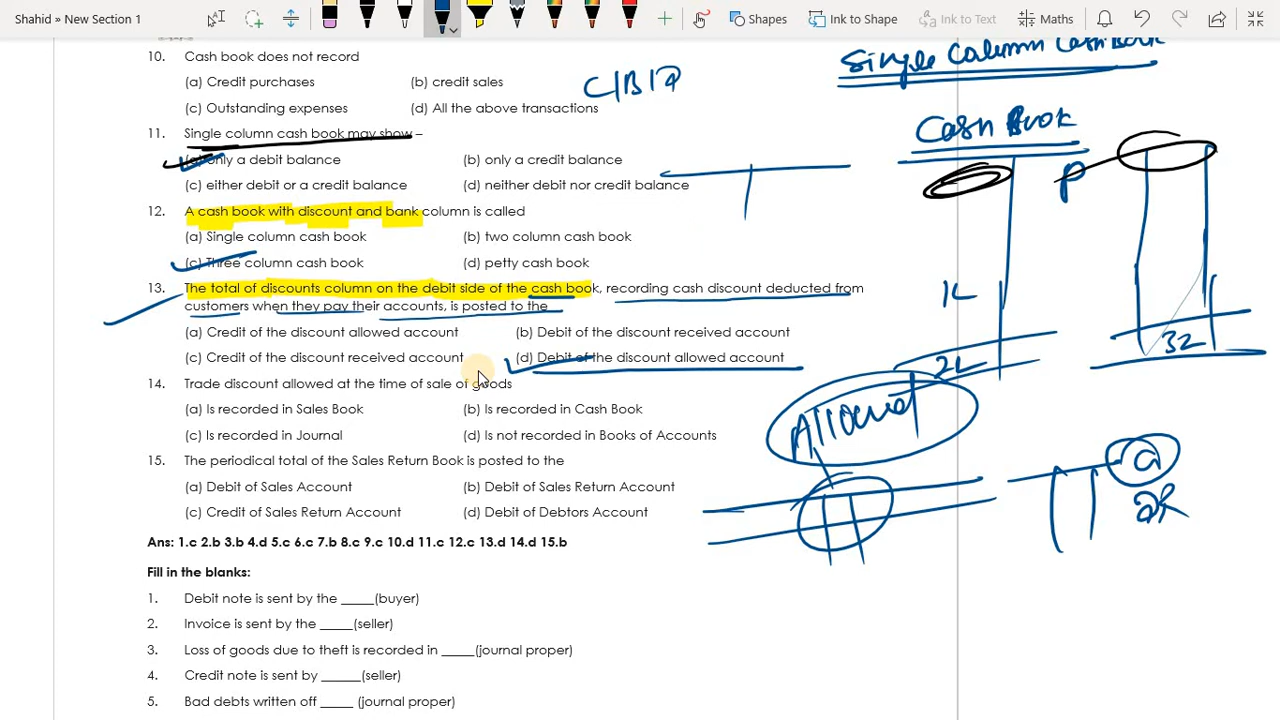 Shahid » New Section 1
Shapes
Ink to Shape
Ink to Text
Maths
Single Column Cash Book
10. Cash book does not record
(a) Credit purchases (b) credit sales
(c) Outstanding expenses (d) All the above transactions
C/B/P
11. Single column cash book may show –
(a) only a debit balance (b) only a credit balance
(c) either debit or a credit balance (d) neither debit nor credit balance
12. A cash book with discount and bank column is called
(a) Single column cash book (b) two column cash book
(c) Three column cash book (d) petty cash book
13. The total of discounts column on the debit side of the cash book, recording cash discount deducted from
customers when they pay their accounts, is posted to the
(a) Credit of the discount allowed account (b) Debit of the discount received account
(c) Credit of the discount received account (d) Debit of the discount allowed account
14. Trade discount allowed at the time of sale of goods
(a) Is recorded in Sales Book (b) Is recorded in Cash Book
(c) Is recorded in Journal (d) Is not recorded in Books of Accounts
15. The periodical total of the Sales Return Book is posted to the
(a) Debit of Sales Account (b) Debit of Sales Return Account
(c) Credit of Sales Return Account (d) Debit of Debtors Account
Cash Book
P
1L
2L
32
a
Ans: 1.c 2.b 3.b 4.d 5.c 6.c 7.b 8.c 9.c 10.d 11.c 12.c 13.d 14.d 15.b
Fill in the blanks:
1. Debit note is sent by the _____(buyer)
2. Invoice is sent by the _____(seller)
3. Loss of goods due to theft is recorded in _____(journal proper)
4. Credit note is sent by ______(seller)
5. Bad debts written off _____ (journal proper)